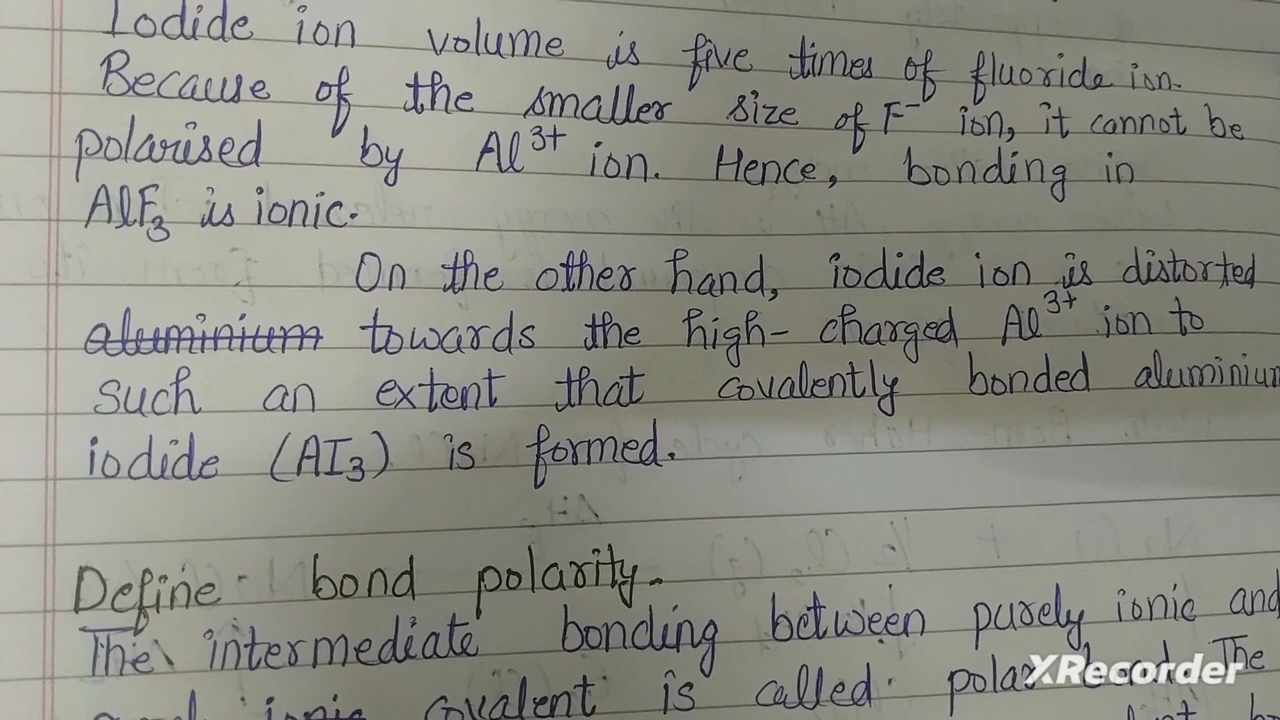 Iodide ion volume is five times of fluoride ion.
Because of the smaller size of F⁻ ion, it cannot be
polarised by Al³⁺ ion. Hence, bonding in
AlF₃ is ionic.
On the other hand, iodide ion is distorted
aluminium towards the high-charged Al³⁺ ion to
such an extent that covalently bonded aluminium
iodide (AI₃) is formed.
Define bond polarity.
The intermediate bonding between purely ionic and
ionic covalent is called polar bond. The
XRecorder